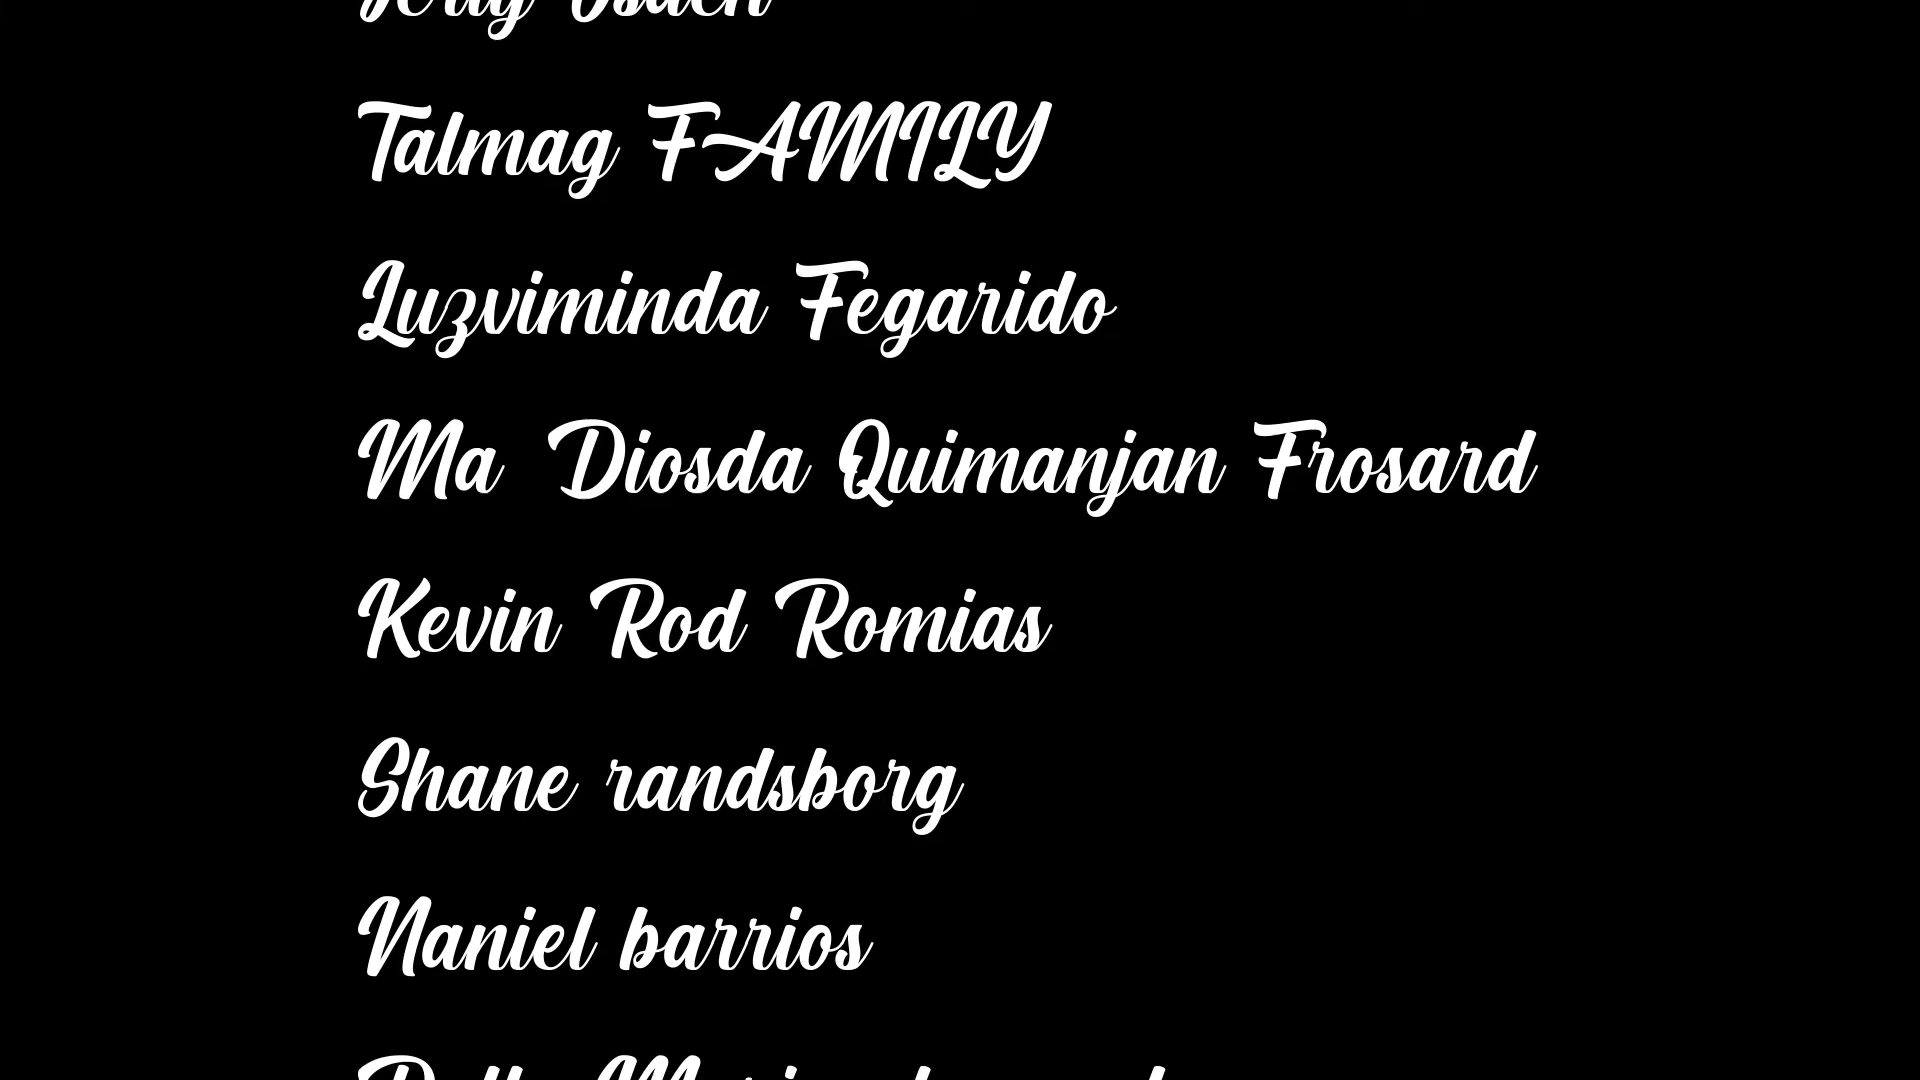 Talmag FAMILY
Luzviminda Fegarido
Ma Diosda Quimanjan Frosard
Kevin Rod Romias
Shane randsborg
Naniel barrios